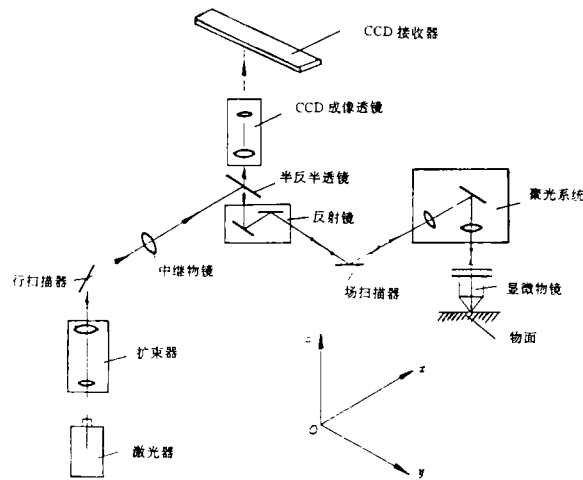 CCD 接收器
CCD 成像透镜
半反半透镜
反射镜
聚光系统
中继物镜
行扫描器
场扫描器
显微物镜
物面
扩束器
激光器
z
x
O
y